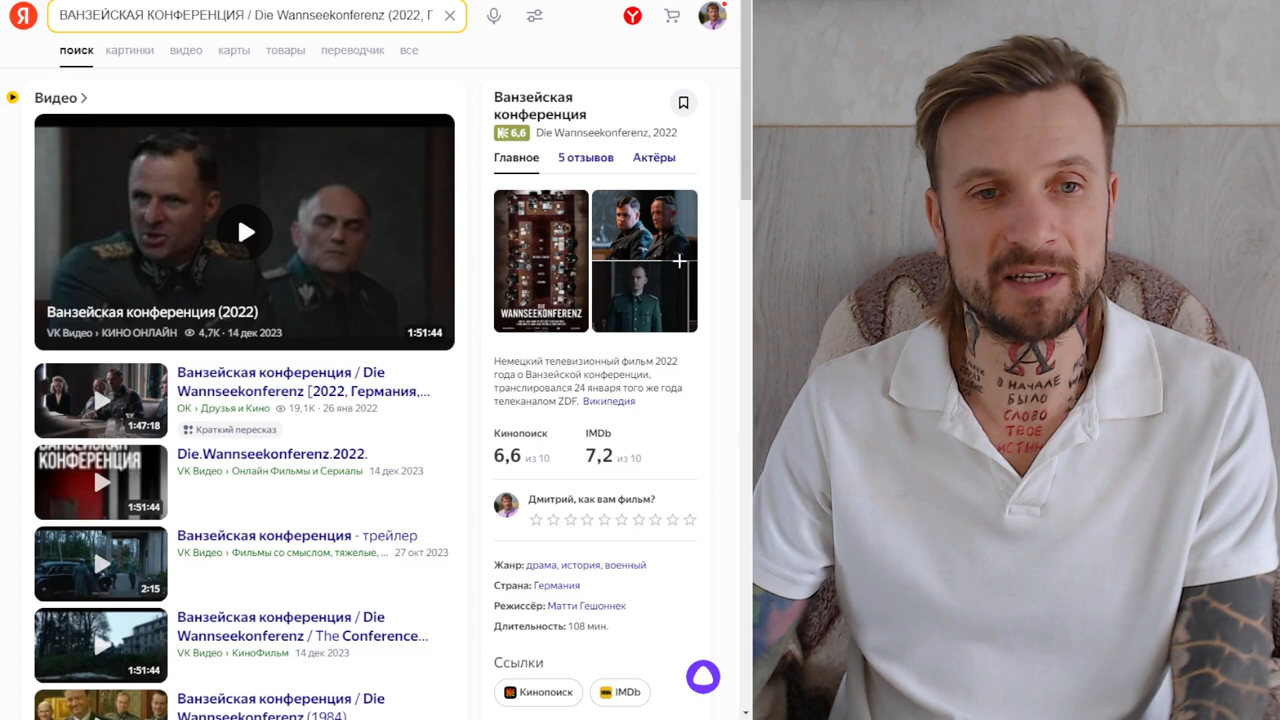 Я
ВАНЗЕЙСКАЯ КОНФЕРЕНЦИЯ / Die Wannseekonferenz (2022, Г
поиск картинки видео карты товары переводчик все
Видео
Ванзейская конференция (2022)
VK Видео › КИНО ОНЛАЙН 4,7K · 14 дек 2023
1:51:44
Ванзейская конференция / Die
Wannseekonferenz [2022, Германия,...
ОК › Друзья и Кино 19,1K · 26 янв 2022
Краткий пересказ
1:47:18
КОНФЕРЕНЦИЯ
Die.Wannseekonferenz.2022.
VK Видео › Онлайн Фильмы и Сериалы 14 дек 2023
1:51:44
Ванзейская конференция - трейлер
VK Видео › Фильмы со смыслом, тяжелые, ... 27 окт 2023
2:15
Ванзейская конференция / Die
Wannseekonferenz / The Conference...
VK Видео › КиноФильм 14 дек 2023
1:51:44
Ванзейская конференция / Die
Wannseekonferenz (1984)
Ванзейская
конференция
6,6 Die Wannseekonferenz, 2022
Главное 5 отзывов Актёры
DIE
WANNSEEKONFERENZ
Немецкий телевизионный фильм 2022
года о Ванзейской конференции,
транслировался 24 января того же года
телеканалом ZDF. Википедия
Кинопоиск IMDb
6,6 из 10 7,2 из 10
Дмитрий, как вам фильм?
Жанр: драма, история, военный
Страна: Германия
Режиссёр: Матти Гешоннек
Длительность: 108 мин.
Ссылки
Кинопоиск IMDb
В НАЧАЛЕ
БЫЛО
СЛОВО
ТВОЕ
ИСТИН